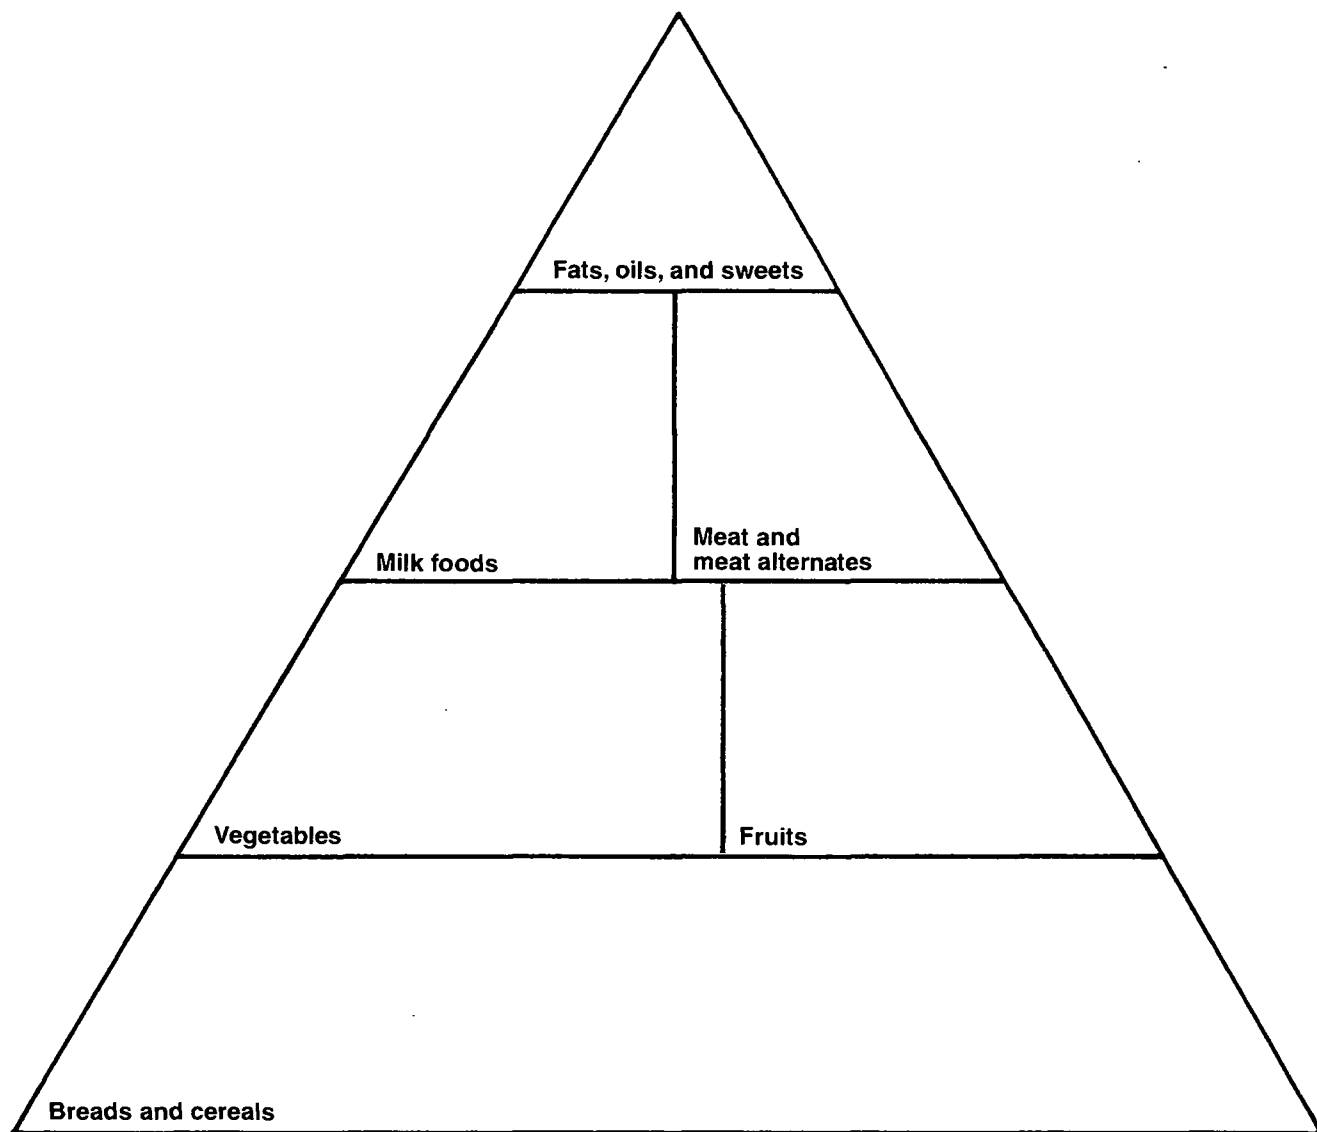 Fats, oils, and sweets
Milk foods
Meat and
meat alternates
Vegetables
Fruits
Breads and cereals